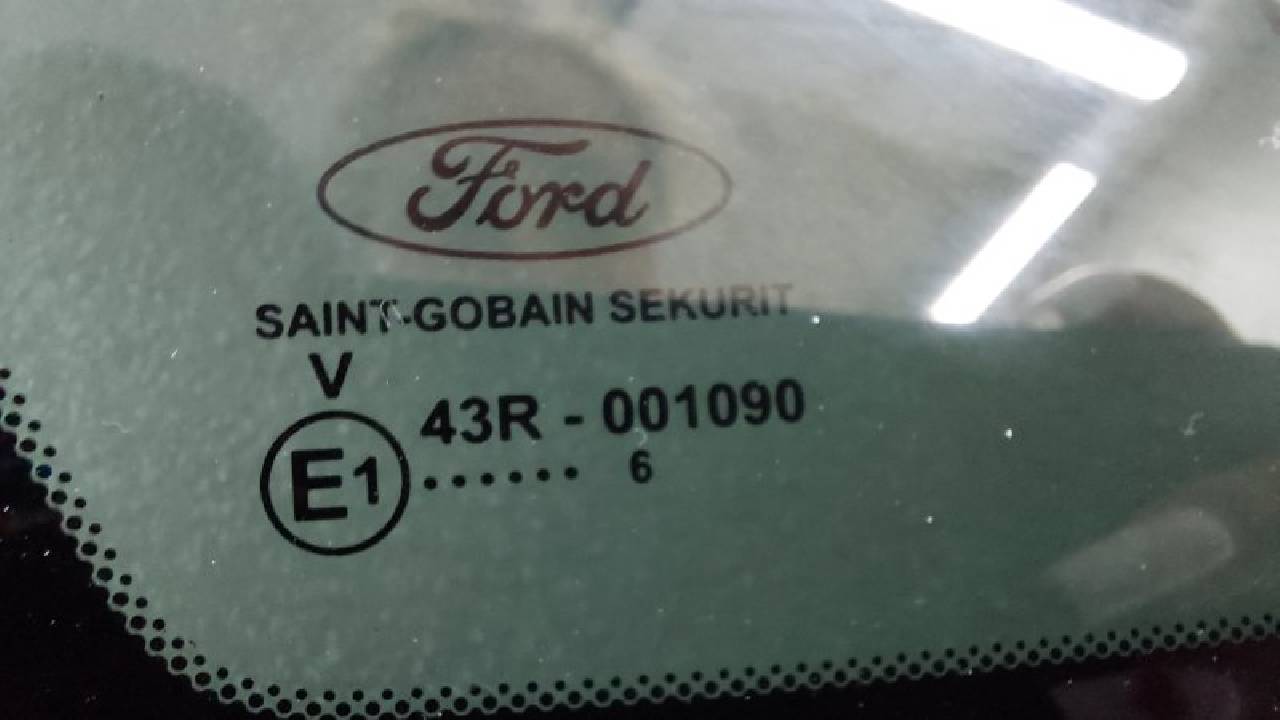 Ford
SAINT-GOBAIN SEKURIT
V
43R - 001090
E1 ...... 6